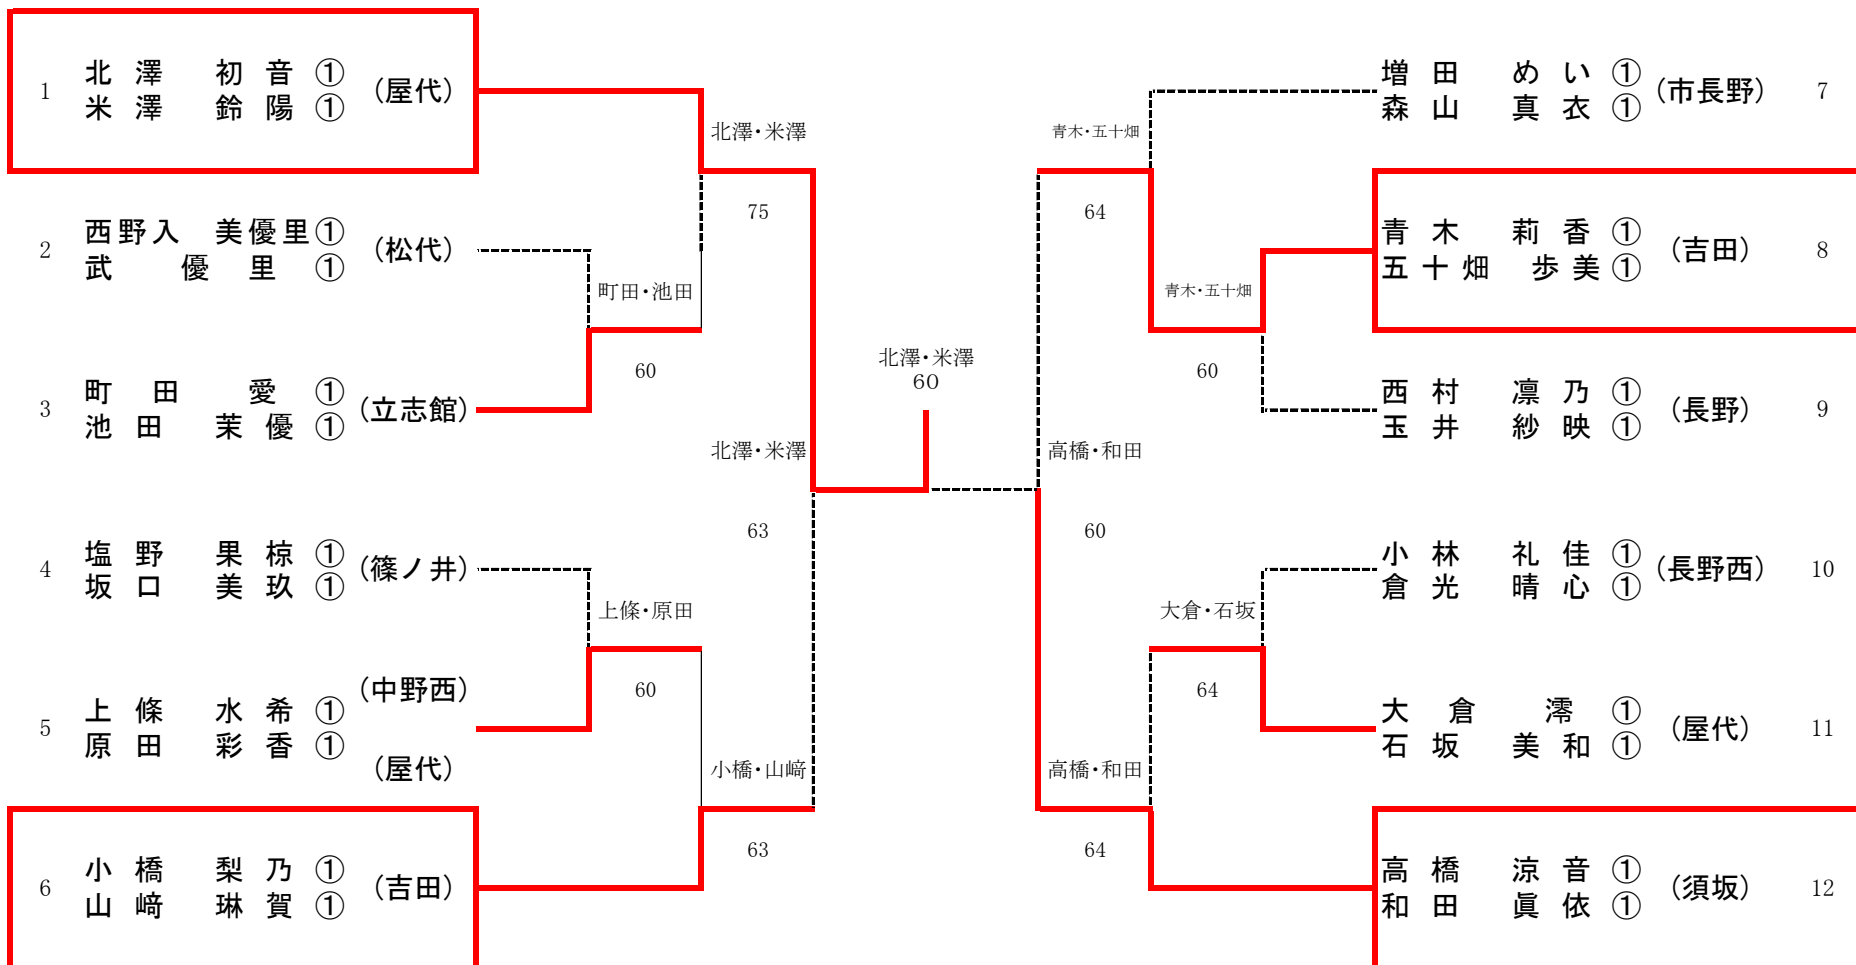 1 北澤 初音 ① (屋代)
米澤 鈴陽 ①
2 西野入 美優里 ① (松代)
武 優里 ①
3 町田 愛 ① (立志館)
池田 茉優 ①
4 塩野 果椋 ① (篠ノ井)
坂口 美玖 ①
(中野西)
5 上條 水希 ①
原田 彩香 ①
(屋代)
6 小橋 梨乃 ① (吉田)
山﨑 琳賀 ①
北澤・米澤
75
町田・池田
60
北澤・米澤
63
上條・原田
60
小橋・山﨑
63
北澤・米澤
60
青木・五十畑
64
青木・五十畑
60
高橋・和田
60
大倉・石坂
64
高橋・和田
64
増田 めい ① (市長野) 7
森山 真衣 ①
青木 莉香 ① (吉田) 8
五十畑 歩美 ①
西村 凛乃 ① (長野) 9
玉井 紗映 ①
小林 礼佳 ① (長野西) 10
倉光 晴心 ①
大倉 澪 ① (屋代) 11
石坂 美和 ①
高橋 涼音 ① (須坂) 12
和田 眞依 ①